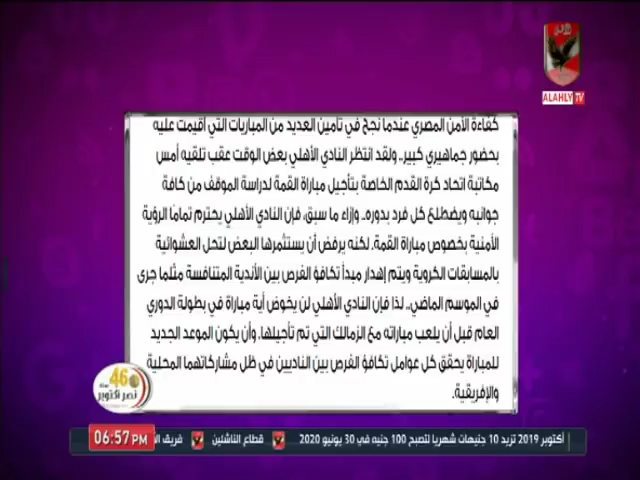 ALAHLY TV
كفاءة الأمن المصري عندما نجح في تأمين العديد من المباريات التي أقيمت عليه
بحضور جماهيري كبير.. ولقد انتظر النادي الأهلي بعض الوقت عقب تلقيه أمس
مكاتبة اتحاد كرة القدم الخاصة بتأجيل مباراة القمة لدراسة الموقف من كافة
جوانبه ويضطلع كل فرد بدوره.. وإزاء ما سبق، فإن النادي الأهلي يحترم تمامًا الرؤية
الأمنية بخصوص مباراة القمة، لكنه يرفض أن يستثمرها البعض لتحل العشوائية
بالمسابقات الكروية ويتم إهدار مبدأ تكافؤ الفرص بين الأندية المتنافسة مثلما جرى
في الموسم الماضي.. لذا فإن النادي الأهلي لن يخوض أية مباراة في بطولة الدوري
العام قبل أن يلعب مباراته مع الزمالك التي تم تأجيلها، وأن يكون الموعد الجديد
للمباراة يحقق كل عوامل تكافؤ الفرص بين الناديين في ظل مشاركاتهما المحلية
والإفريقية.
46 سنة
نصر أكتوبر
06:57 PM
أكتوبر 2019 تزيد 10 جنيهات شهريا لتصبح 100 جنيه في 30 يونيو 2020 قطاع الناشئين فريق